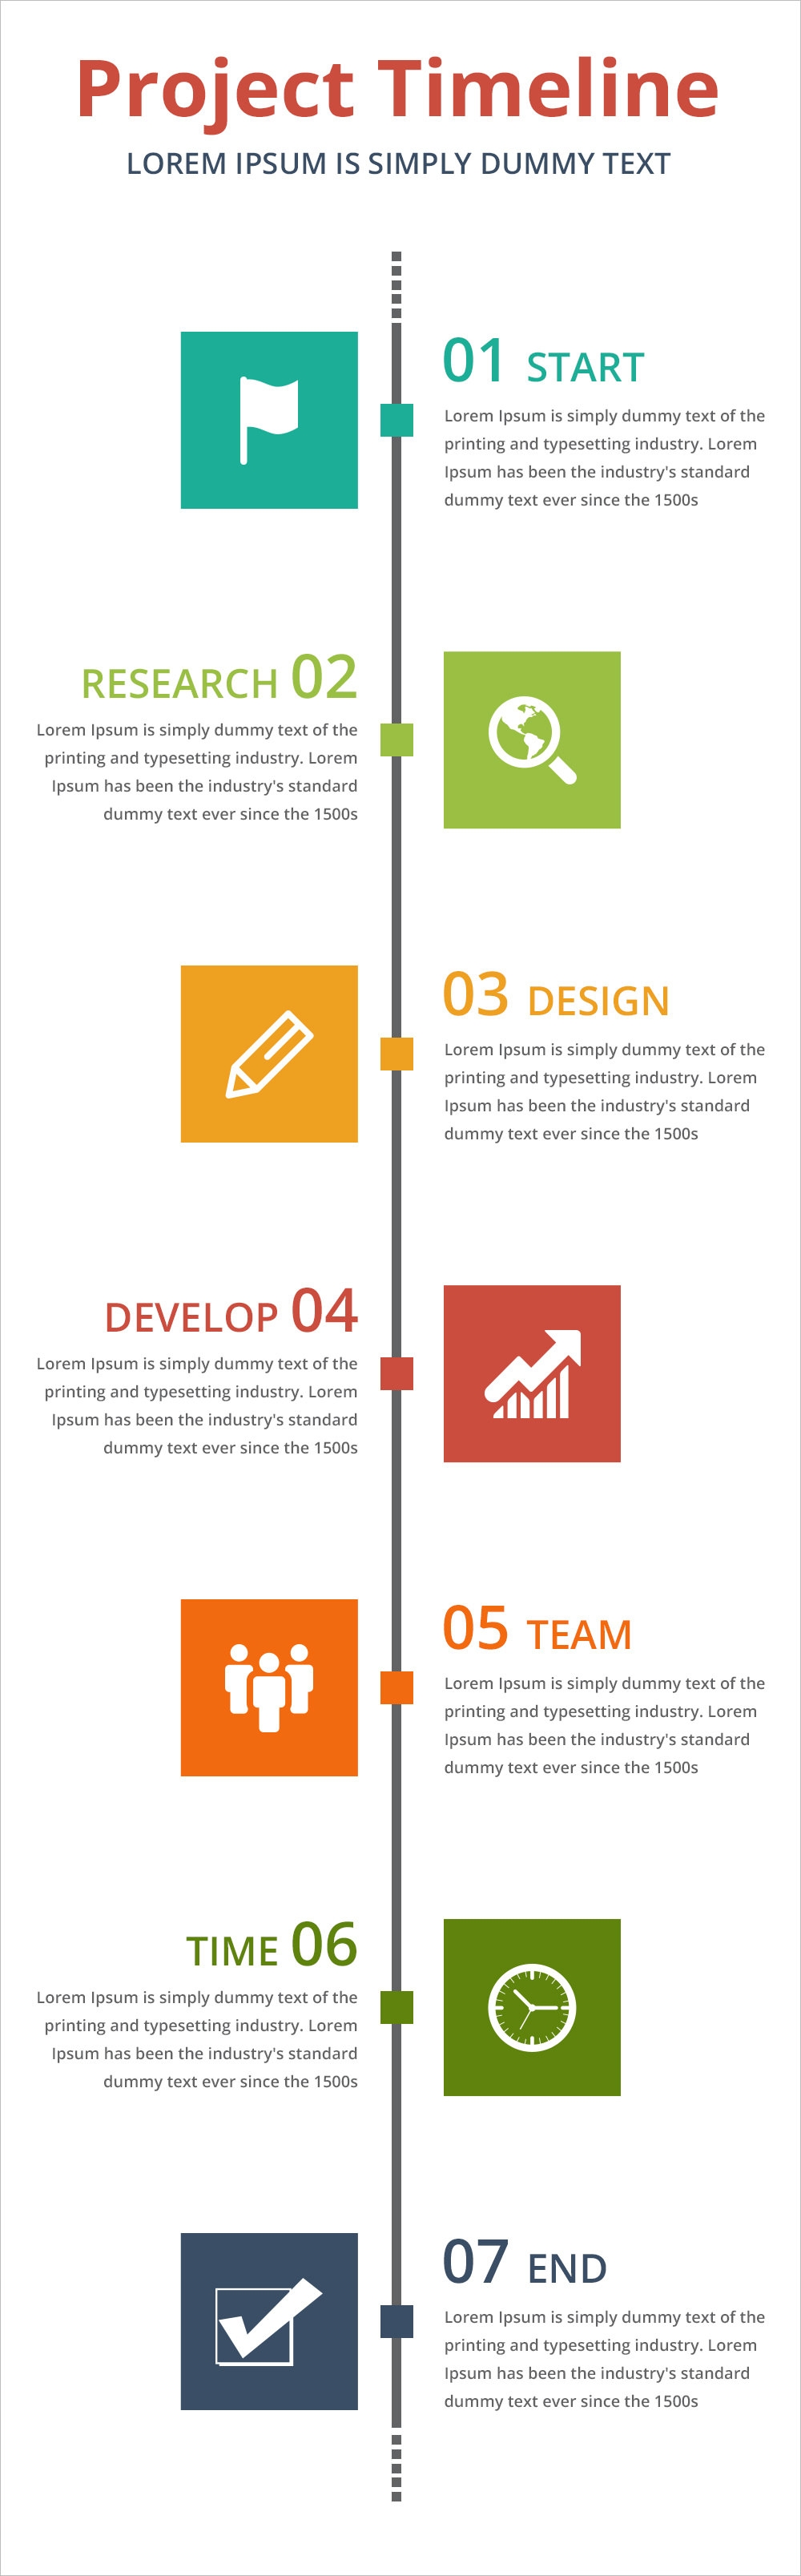 Project Timeline
LOREM IPSUM IS SIMPLY DUMMY TEXT
01 START
Lorem Ipsum is simply dummy text of the
printing and typesetting industry. Lorem
Ipsum has been the industry's standard
dummy text ever since the 1500s
RESEARCH 02
Lorem Ipsum is simply dummy text of the
printing and typesetting industry. Lorem
Ipsum has been the industry's standard
dummy text ever since the 1500s
03 DESIGN
Lorem Ipsum is simply dummy text of the
printing and typesetting industry. Lorem
Ipsum has been the industry's standard
dummy text ever since the 1500s
DEVELOP 04
Lorem Ipsum is simply dummy text of the
printing and typesetting industry. Lorem
Ipsum has been the industry's standard
dummy text ever since the 1500s
05 TEAM
Lorem Ipsum is simply dummy text of the
printing and typesetting industry. Lorem
Ipsum has been the industry's standard
dummy text ever since the 1500s
TIME 06
Lorem Ipsum is simply dummy text of the
printing and typesetting industry. Lorem
Ipsum has been the industry's standard
dummy text ever since the 1500s
07 END
Lorem Ipsum is simply dummy text of the
printing and typesetting industry. Lorem
Ipsum has been the industry's standard
dummy text ever since the 1500s